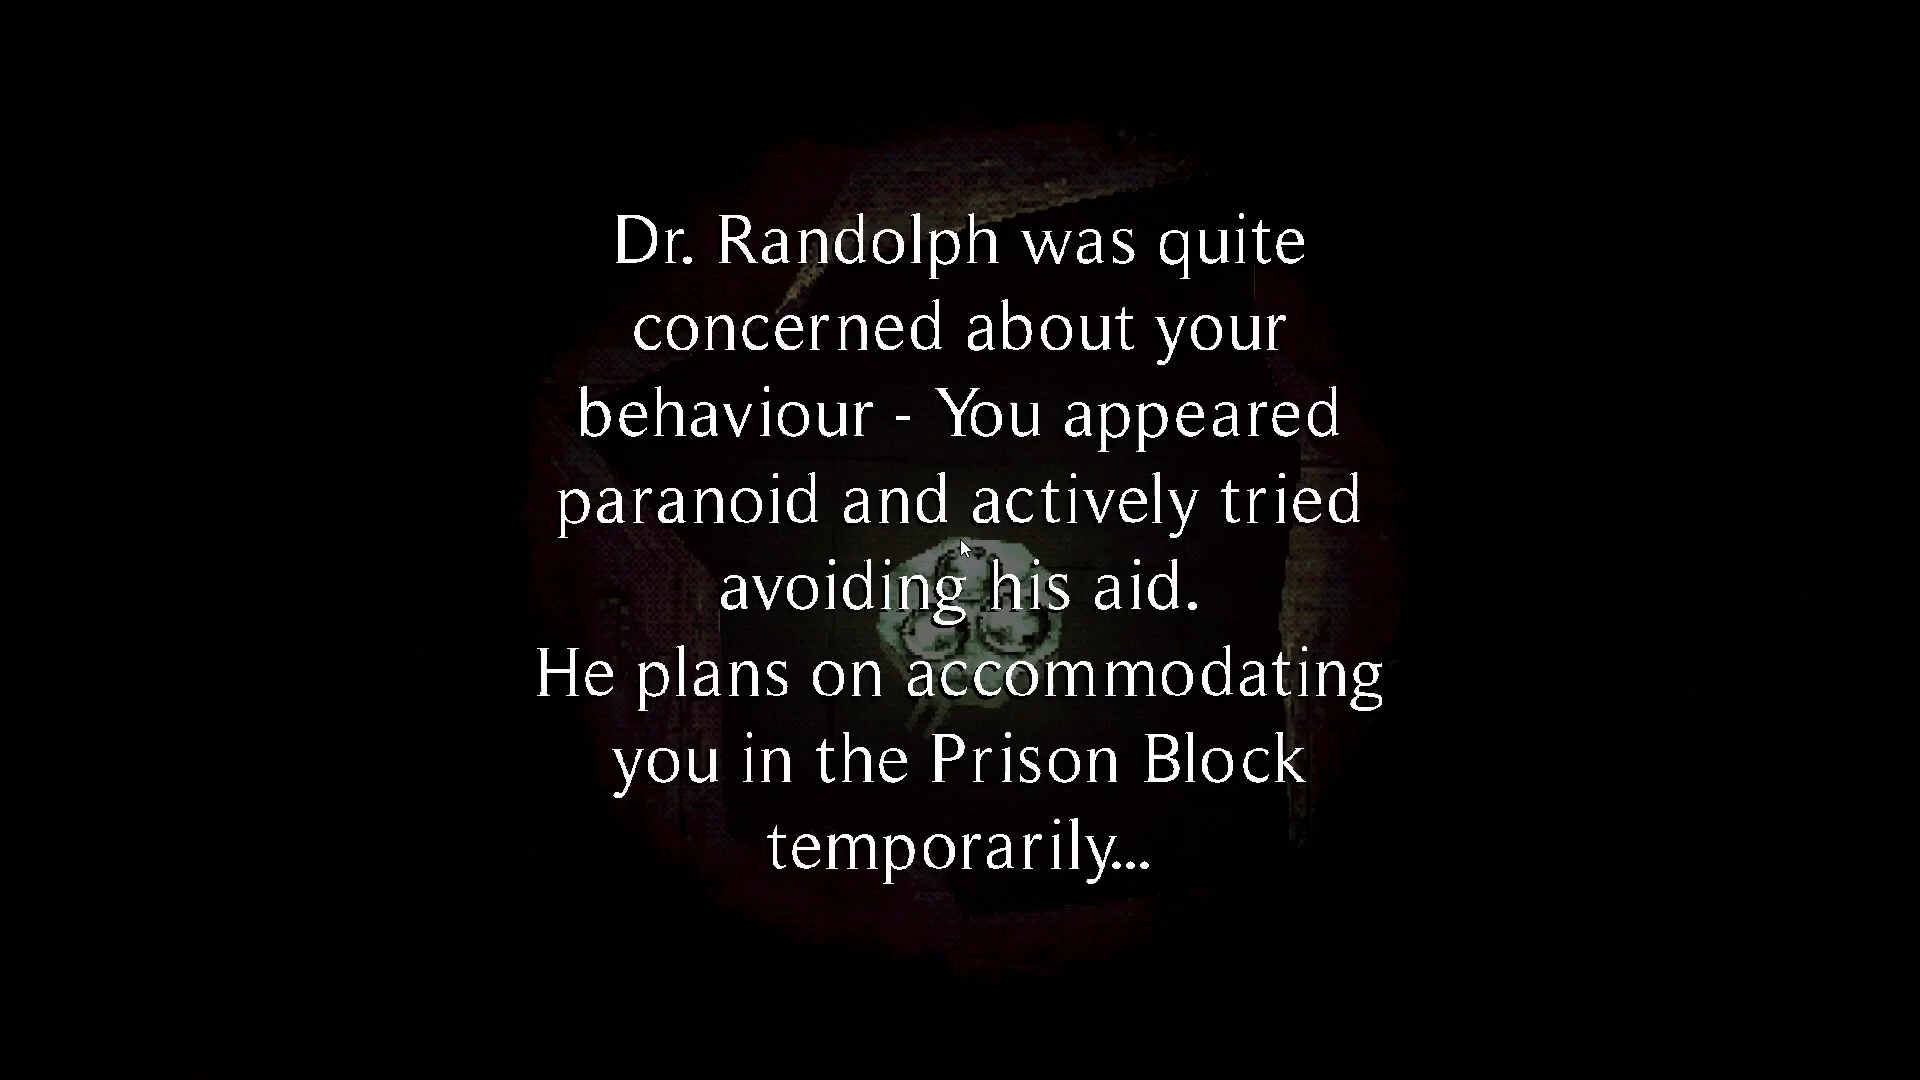 Dr. Randolph was quite
concerned about your
behaviour - You appeared
paranoid and actively tried
avoiding his aid.
He plans on accommodating
you in the Prison Block
temporarily...